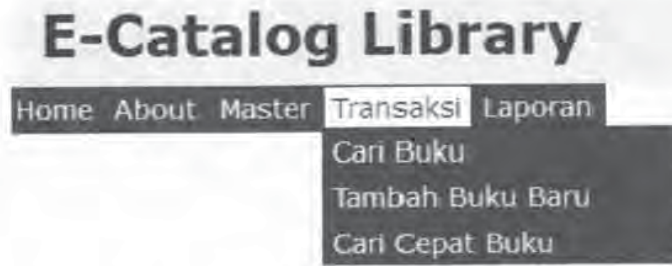 E-Catalog Library
Home About Master Transaksi Laporan
Cari Buku
Tambah Buku Baru
Cari Cepat Buku